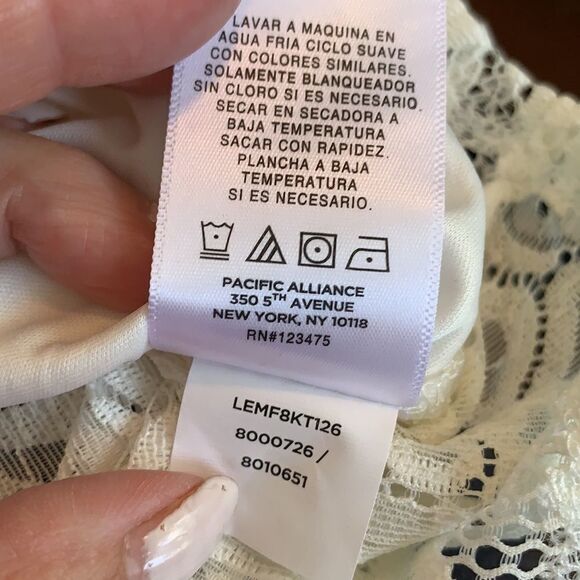 LAVAR A MAQUINA EN
AGUA FRIA CICLO SUAVE
CON COLORES SIMILARES.
SOLAMENTE BLANQUEADOR
SIN CLORO SI ES NECESARIO.
SECAR EN SECADORA A
BAJA TEMPERATURA
SACAR CON RAPIDEZ.
PLANCHA A BAJA
TEMPERATURA
SI ES NECESARIO.
PACIFIC ALLIANCE
350 5TH AVENUE
NEW YORK, NY 10118
RN#123475
LEMF8KT126
8000726 /
8010651